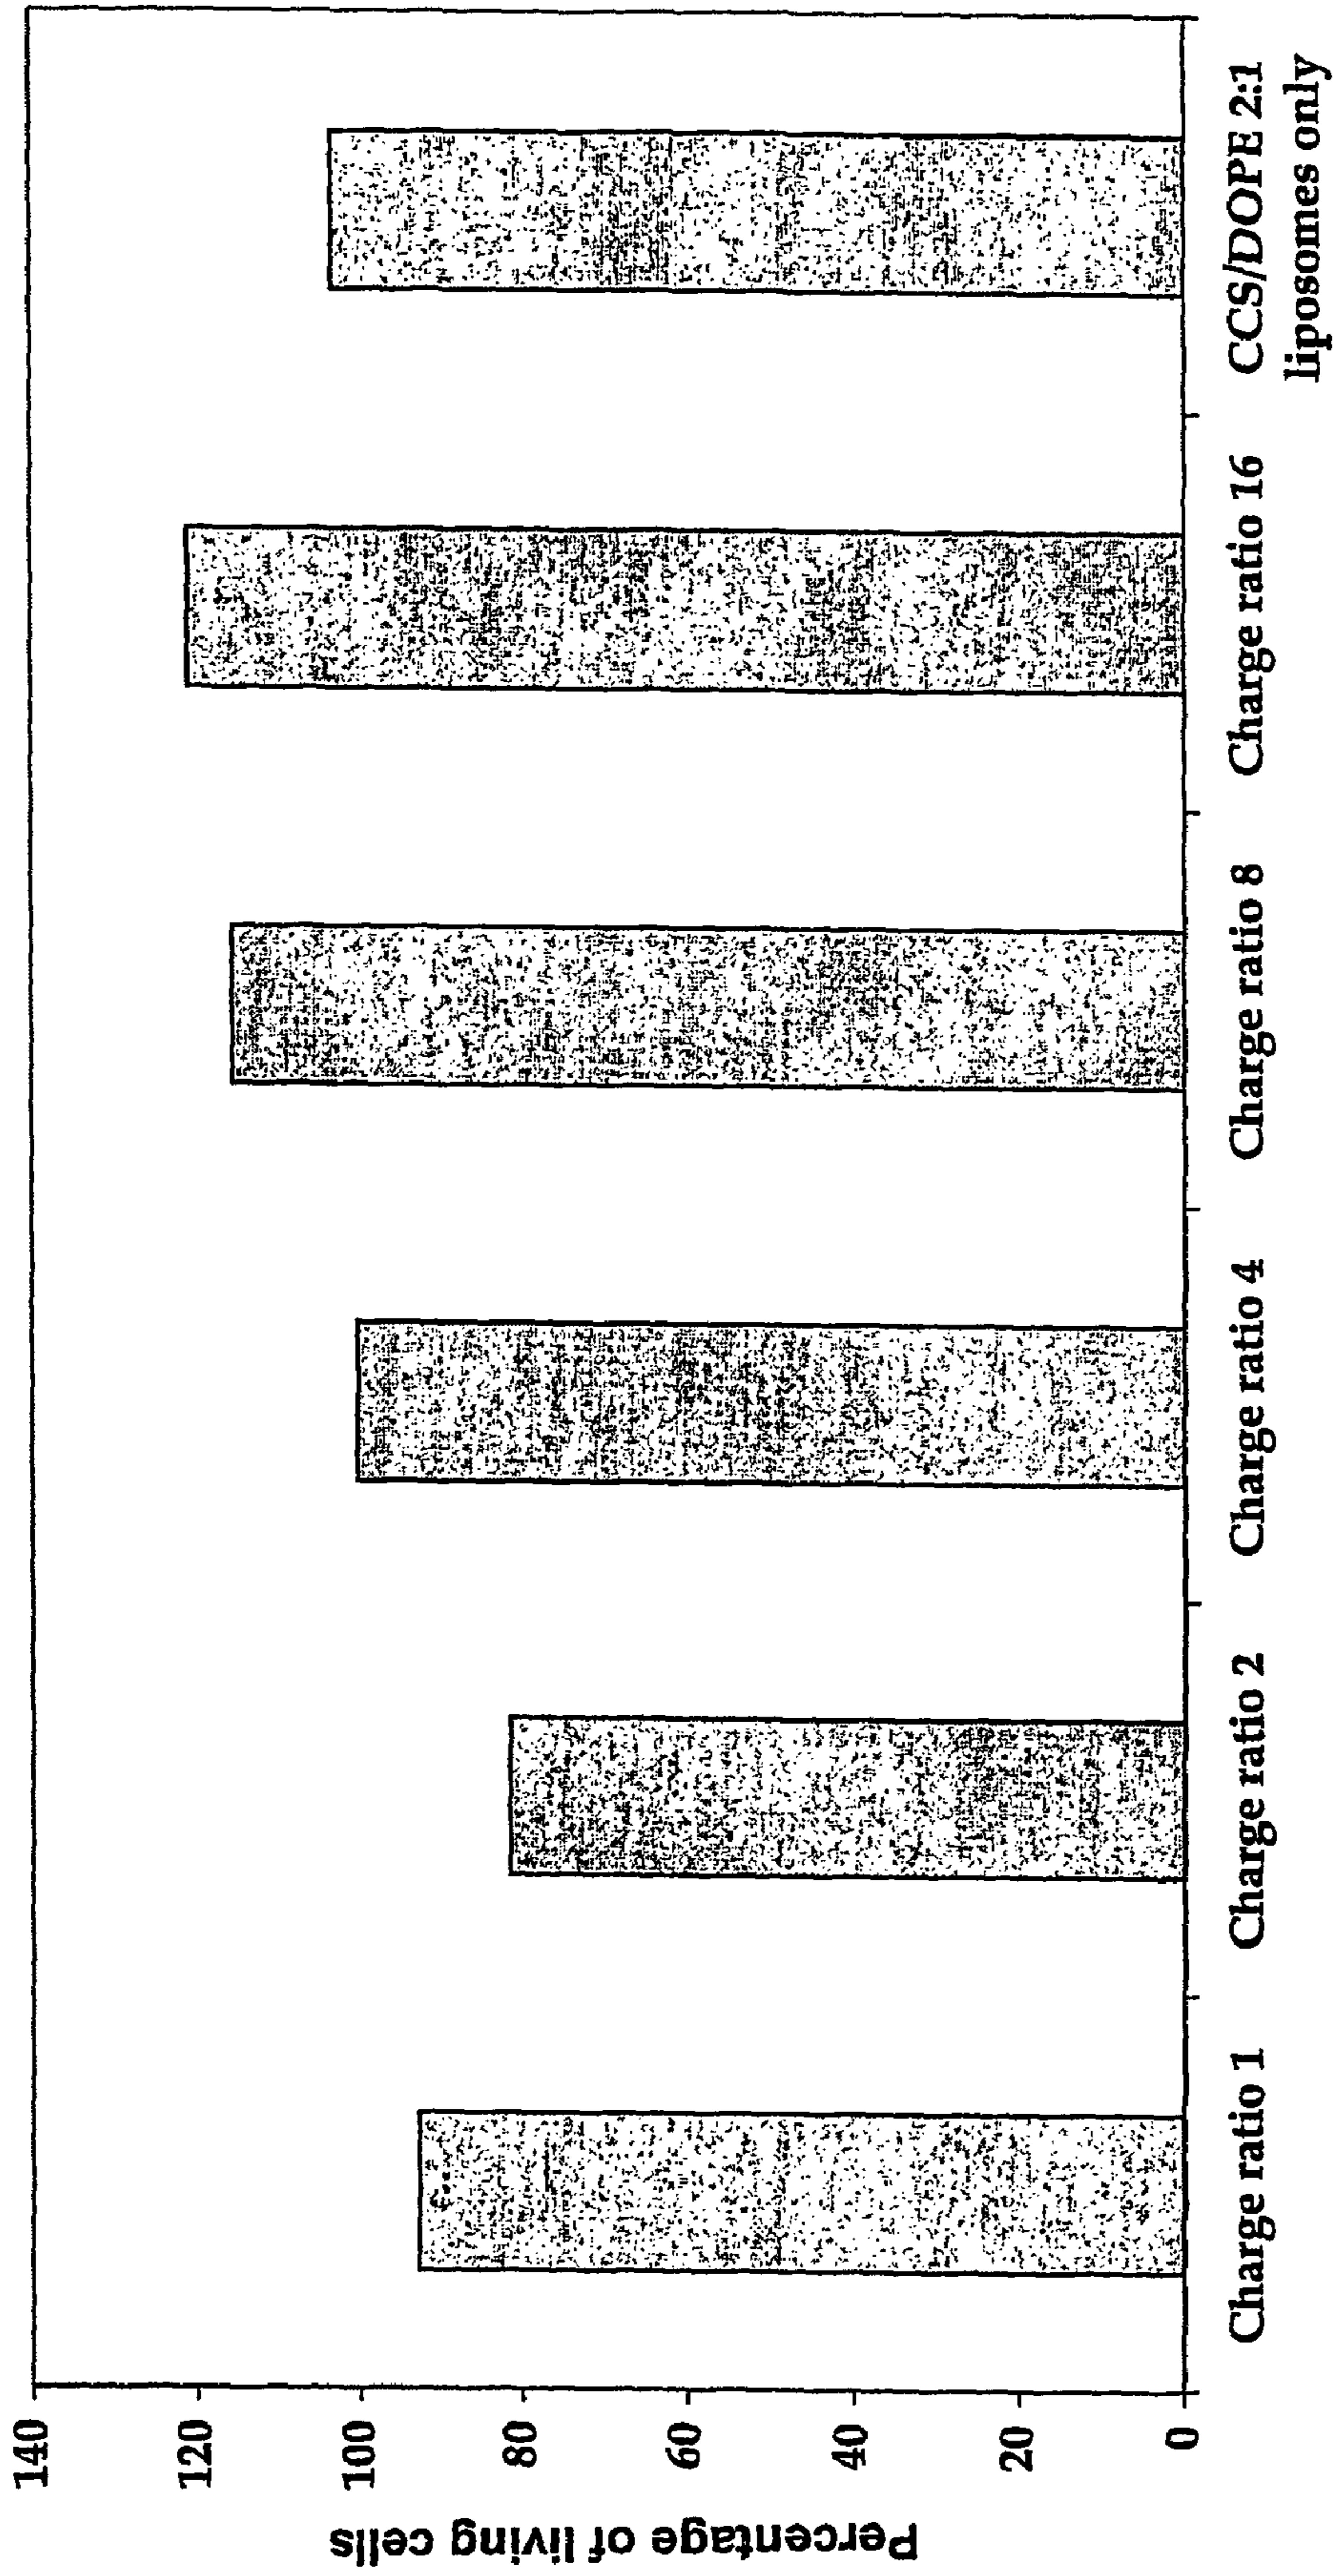 Percentage of living cells
140
120
100
80
60
40
20
0
Charge ratio 1
Charge ratio 2
Charge ratio 4
Charge ratio 8
Charge ratio 16
CCS/DOPE 2:1
liposomes only